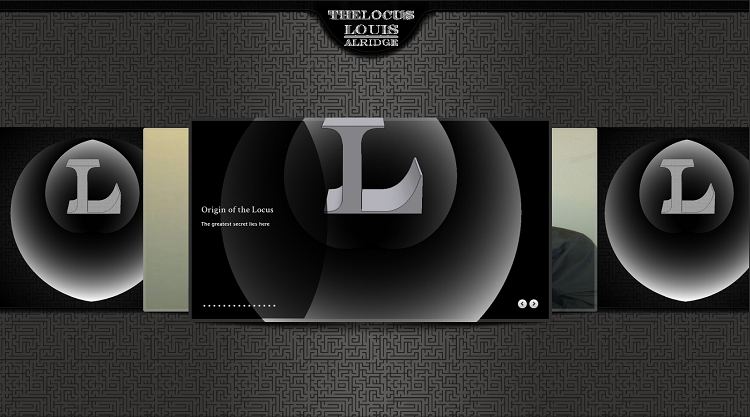 THELOCUS
LOUIS
ALRIDGE
L
L
L
Origin of the Locus
The greatest secret lies here